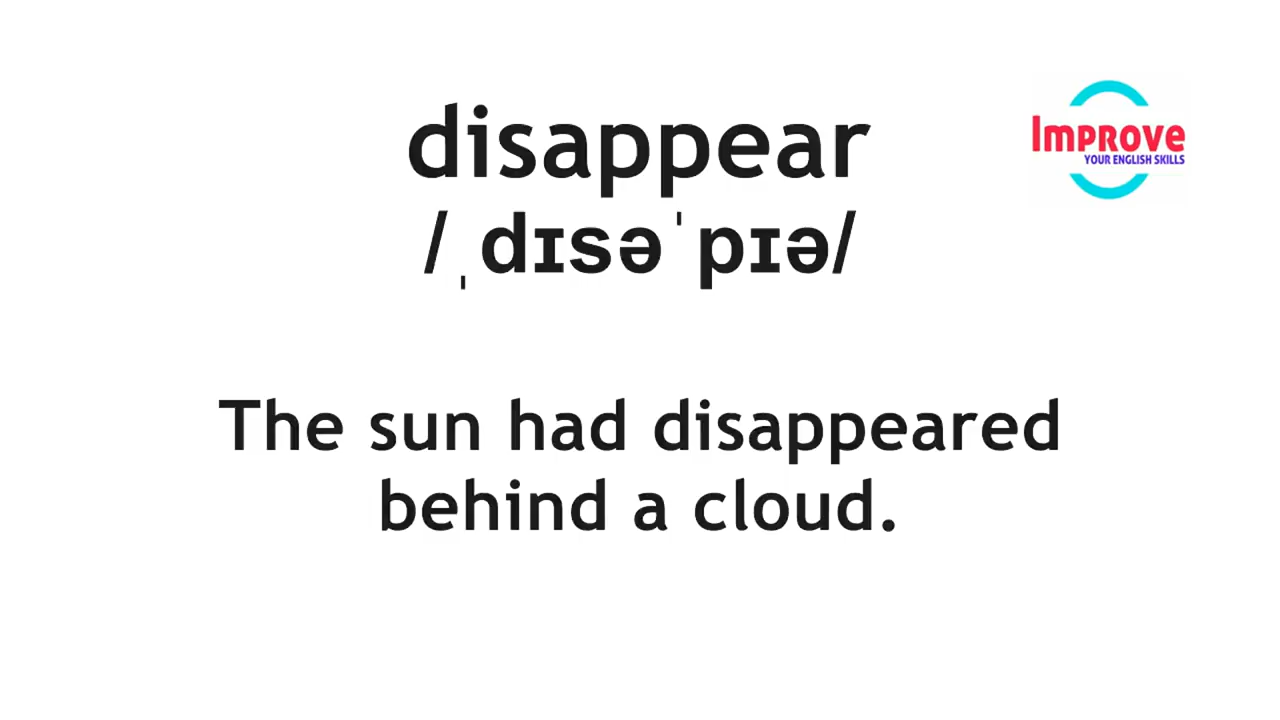 disappear
Improve
YOUR ENGLISH SKILLS
/ˌdɪsəˈpɪə/
The sun had disappeared
behind a cloud.